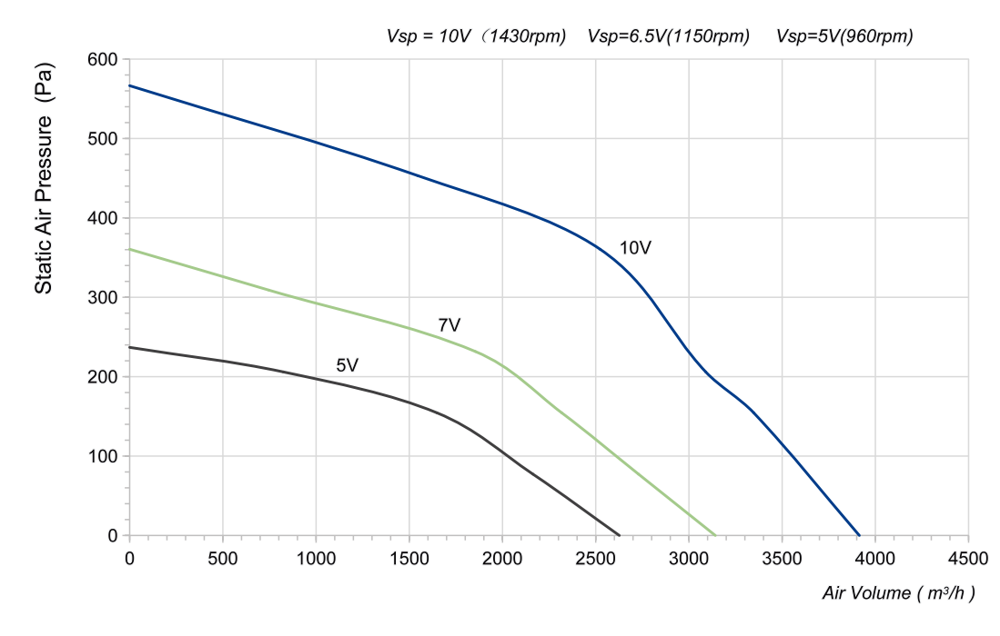 Vsp = 10V（1430rpm) Vsp=6.5V(1150rpm) Vsp=5V(960rpm)
Static Air Pressure (Pa)
600
500
400
300
200
100
0
10V
7V
5V
0 500 1000 1500 2000 2500 3000 3500 4000 4500
Air Volume ( m³/h )